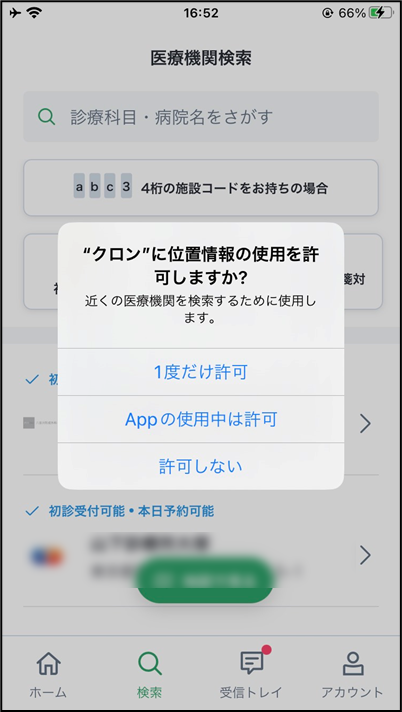 16:52
66%
医療機関検索
診療科目・病院名をさがす
a b c 3 4桁の施設コードをお持ちの場合
“クロン”に位置情報の使用を許
可しますか?
近くの医療機関を検索するために使用し
ます。
1度だけ許可
Appの使用中は許可
許可しない
初診受付可能・本日予約可能
ホーム
検索
受信トレイ
アカウント